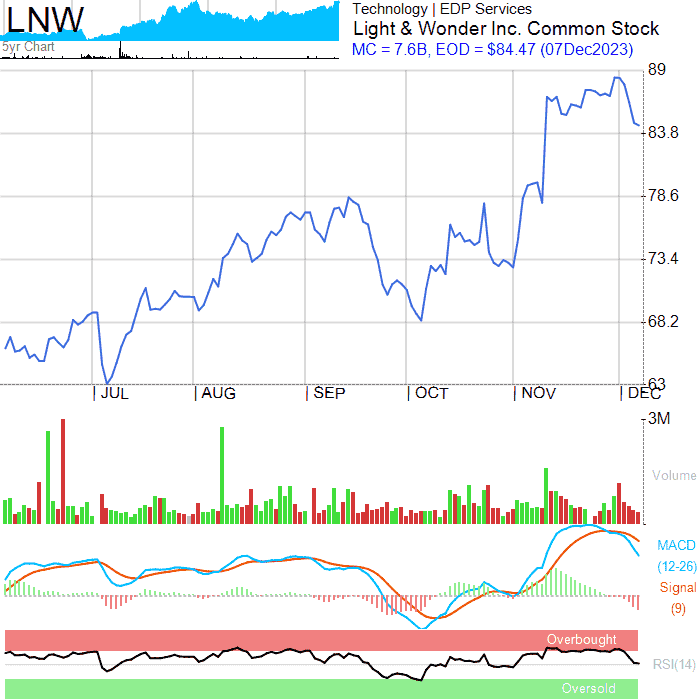 LNW
5yr Chart
Technology | EDP Services
Light & Wonder Inc. Common Stock
MC = 7.6B, EOD = $84.47 (07Dec2023)
89
83.8
78.6
73.4
68.2
63
JUL
AUG
SEP
OCT
NOV
DEC
3M
Volume
MACD
(12-26)
Signal
(9)
Overbought
RSI(14)
Oversold